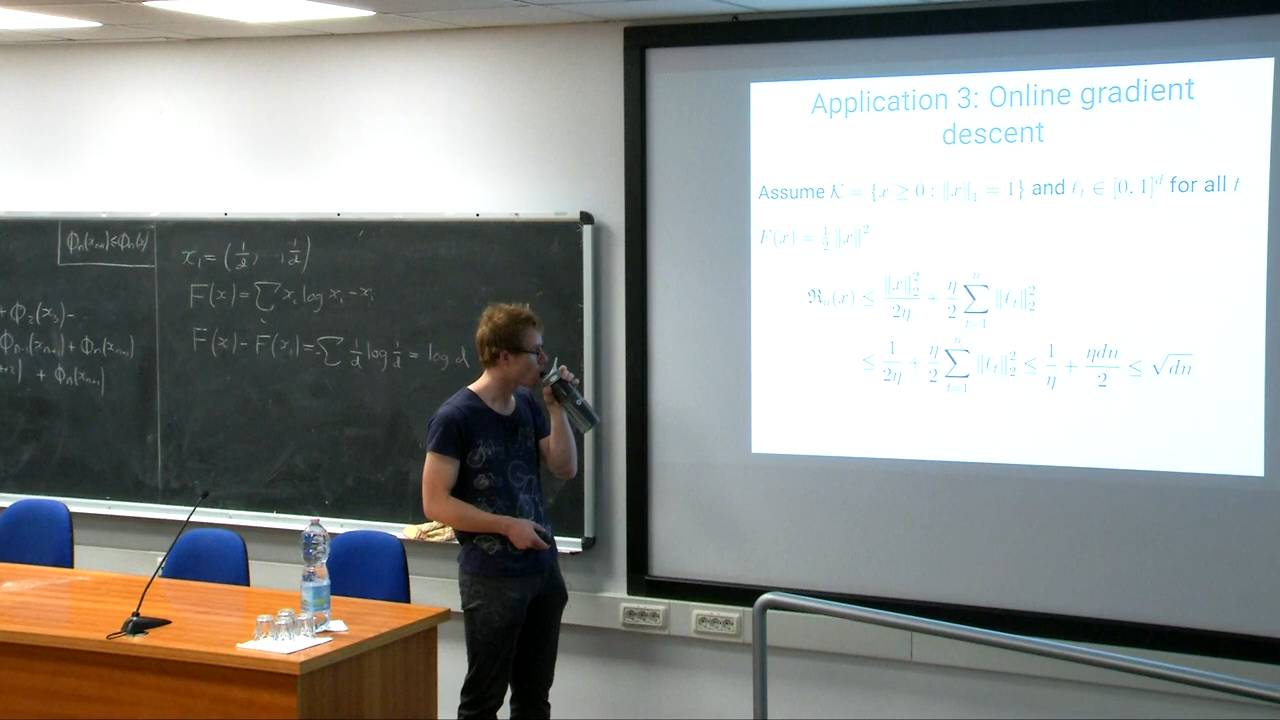 Φₙ(xₙ₊₁)≤Φₙ(y)
+ Φ₂(x₃)-..
Φₙ₋₁(xₙ₊₁) + Φₙ(xₙ₊₁)
+ Φₙ(xₙ₊₁)
x₁ = (1/d, ..., 1/d)
F(x) = ∑ xᵢ log xᵢ - xᵢ
F(x) - F(x₁) = -∑ 1/d log 1/d = log d
Application 3: Online gradient
descent
Assume 𝒦 = {x ≥ 0 : ‖x‖₁ = 1} and ℓₜ ∈ [0, 1]ᵈ for all t
F(x) = ½ ‖x‖²
ℜₙ(x) ≤ ‖x‖₂²/2η + η/2 ∑ₜ₌₁ⁿ ‖ℓₜ‖₂²
≤ 1/2η + η/2 ∑ₜ₌₁ⁿ ‖ℓₜ‖₂² ≤ 1/η + ηdn/2 ≤ √dn